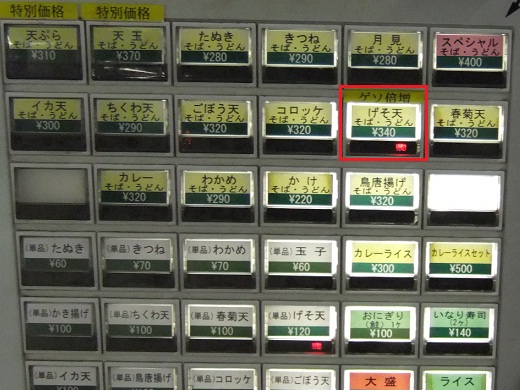 特別価格 特別価格
天ぷら
そば・うどん
¥310
天玉
そば・うどん
¥370
たぬき
そば・うどん
¥280
きつね
そば・うどん
¥290
月見
そば・うどん
¥280
スペシャル
そば・うどん
¥400
イカ天
そば・うどん
¥300
ちくわ天
そば・うどん
¥290
ごぼう天
そば・うどん
¥320
コロッケ
そば・うどん
¥320
ゲソ倍増
げそ天
そば・うどん
¥340
春菊天
そば・うどん
¥320
カレー
そば・うどん
¥320
わかめ
そば・うどん
¥290
かけ
そば・うどん
¥220
鳥唐揚げ
そば・うどん
¥320
(単品)たぬき
¥60
(単品)きつね
¥70
(単品)わかめ
¥70
(単品)玉子
¥60
カレーライス
¥300
カレーライスセット
¥500
(単品)かき揚げ
¥100
(単品)ちくわ天
¥100
(単品)春菊天
¥100
(単品)げそ天
¥120
おにぎり
(鮭)1ヶ
¥100
いなり寿司
(2ヶ)
¥140
(単品)イカ天
(単品)鳥唐揚げ
(単品)コロッケ
(単品)ごぼう天
大盛
ライス